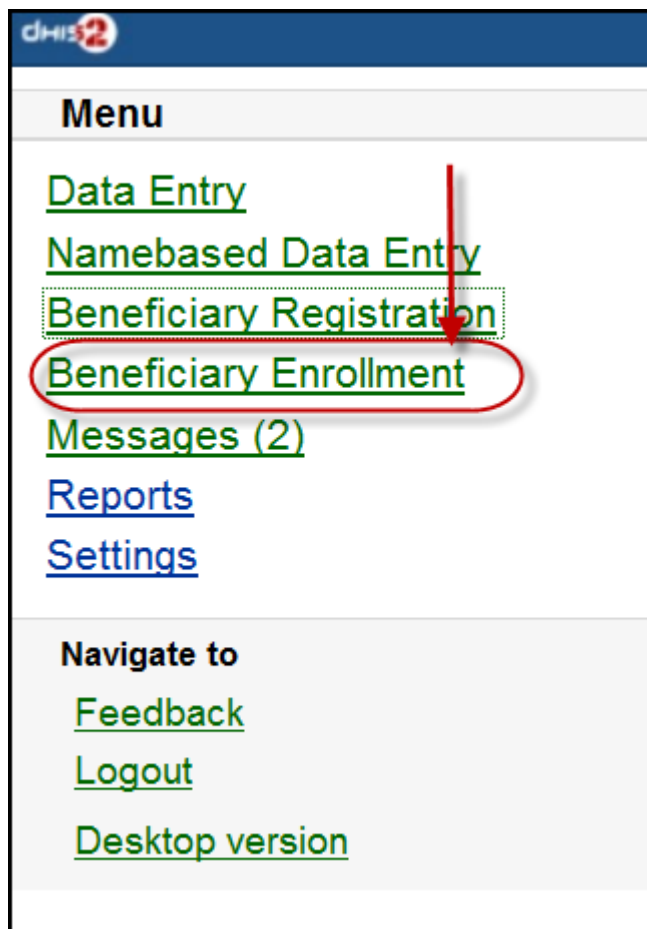 dHIS2
Menu
Data Entry
Namebased Data Entry
Beneficiary Registration
Beneficiary Enrollment
Messages (2)
Reports
Settings
Navigate to
Feedback
Logout
Desktop version